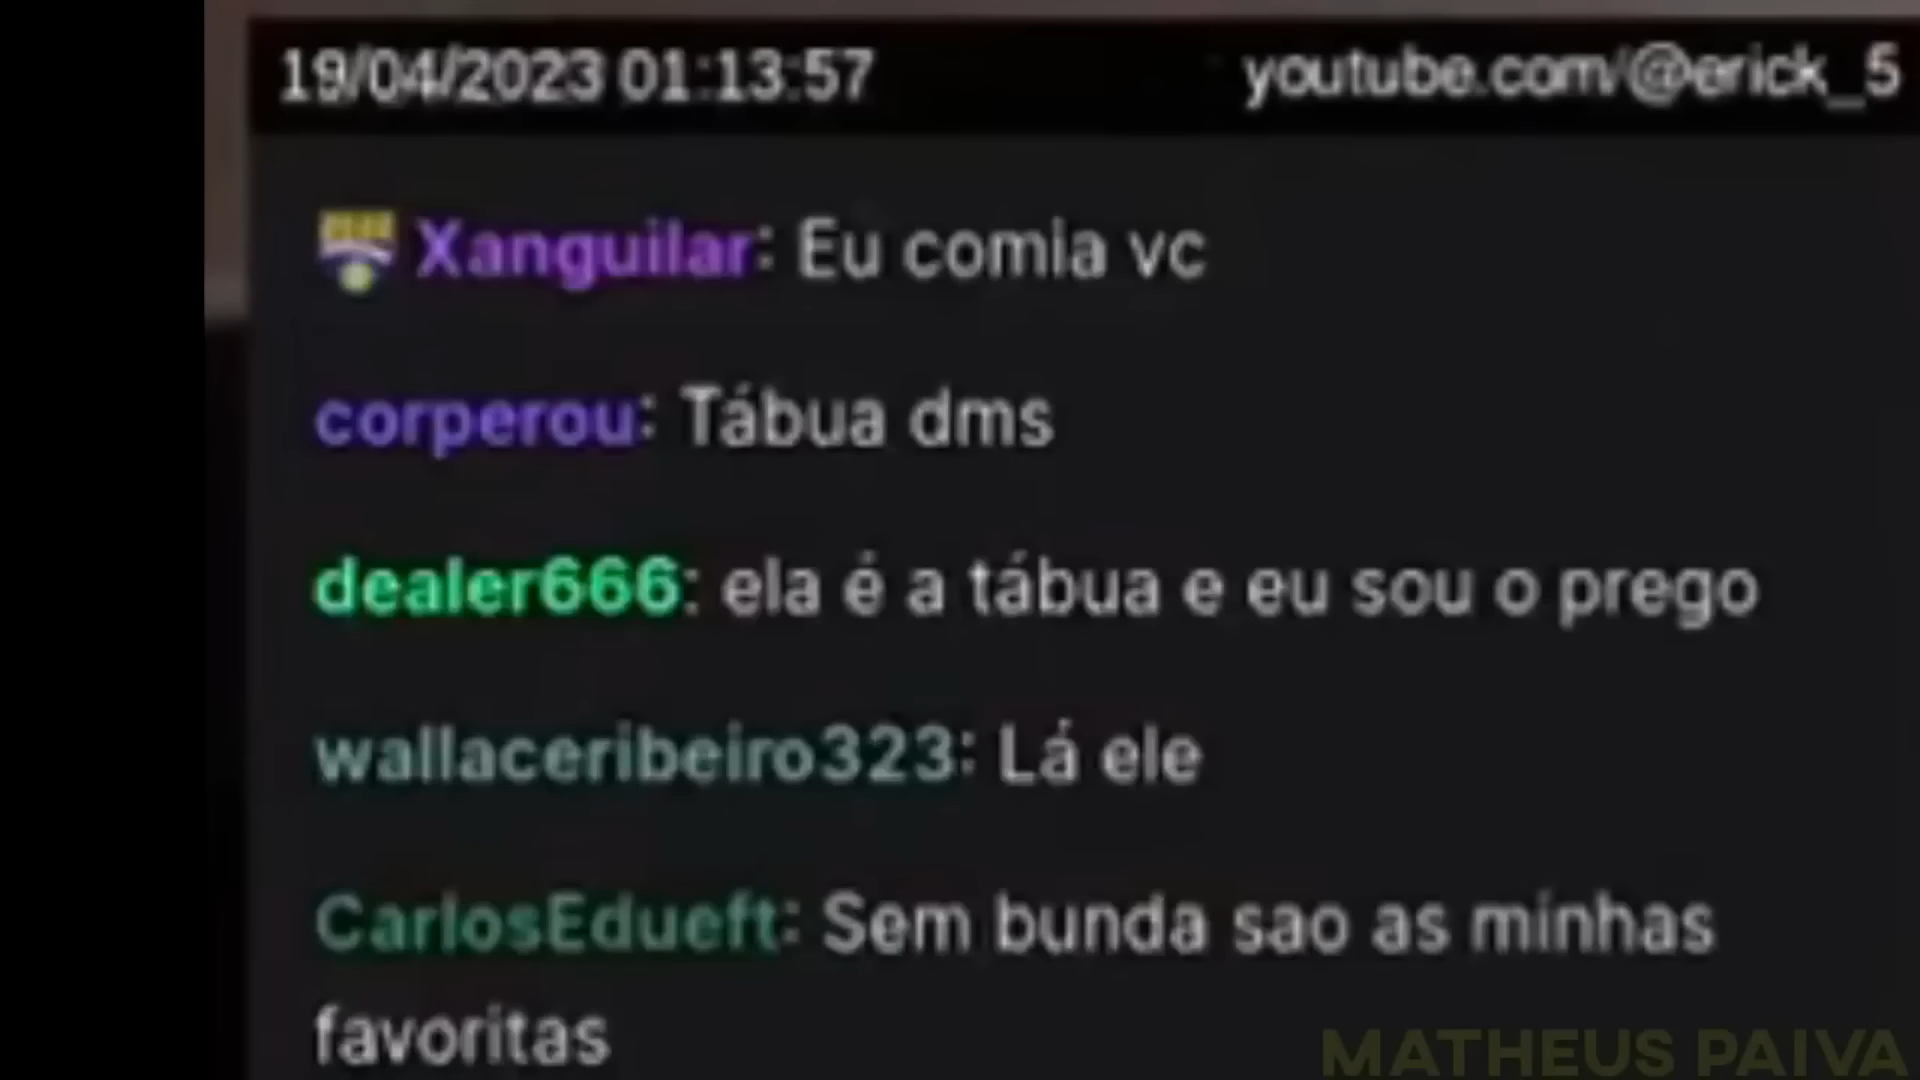 19/04/2023 01:13:57 youtube.com/@erick_5
Xanguilar: Eu comia vc
corperou: Tábua dms
dealer666: ela é a tábua e eu sou o prego
wallaceribeiro323: Lá ele
CarlosEdueft: Sem bunda sao as minhas
favoritas
MATHEUS PAIVA